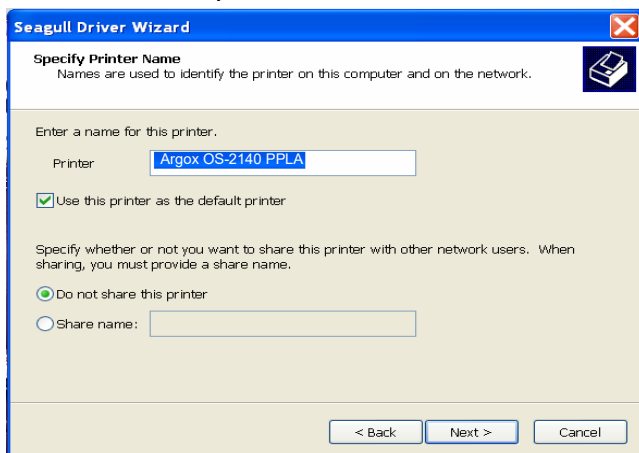 Seagull Driver Wizard
Specify Printer Name
Names are used to identify the printer on this computer and on the network.
Enter a name for this printer.
Printer
Argox OS-2140 PPLA
Use this printer as the default printer
Specify whether or not you want to share this printer with other network users. When
sharing, you must provide a share name.
Do not share this printer
Share name:
< Back
Next >
Cancel